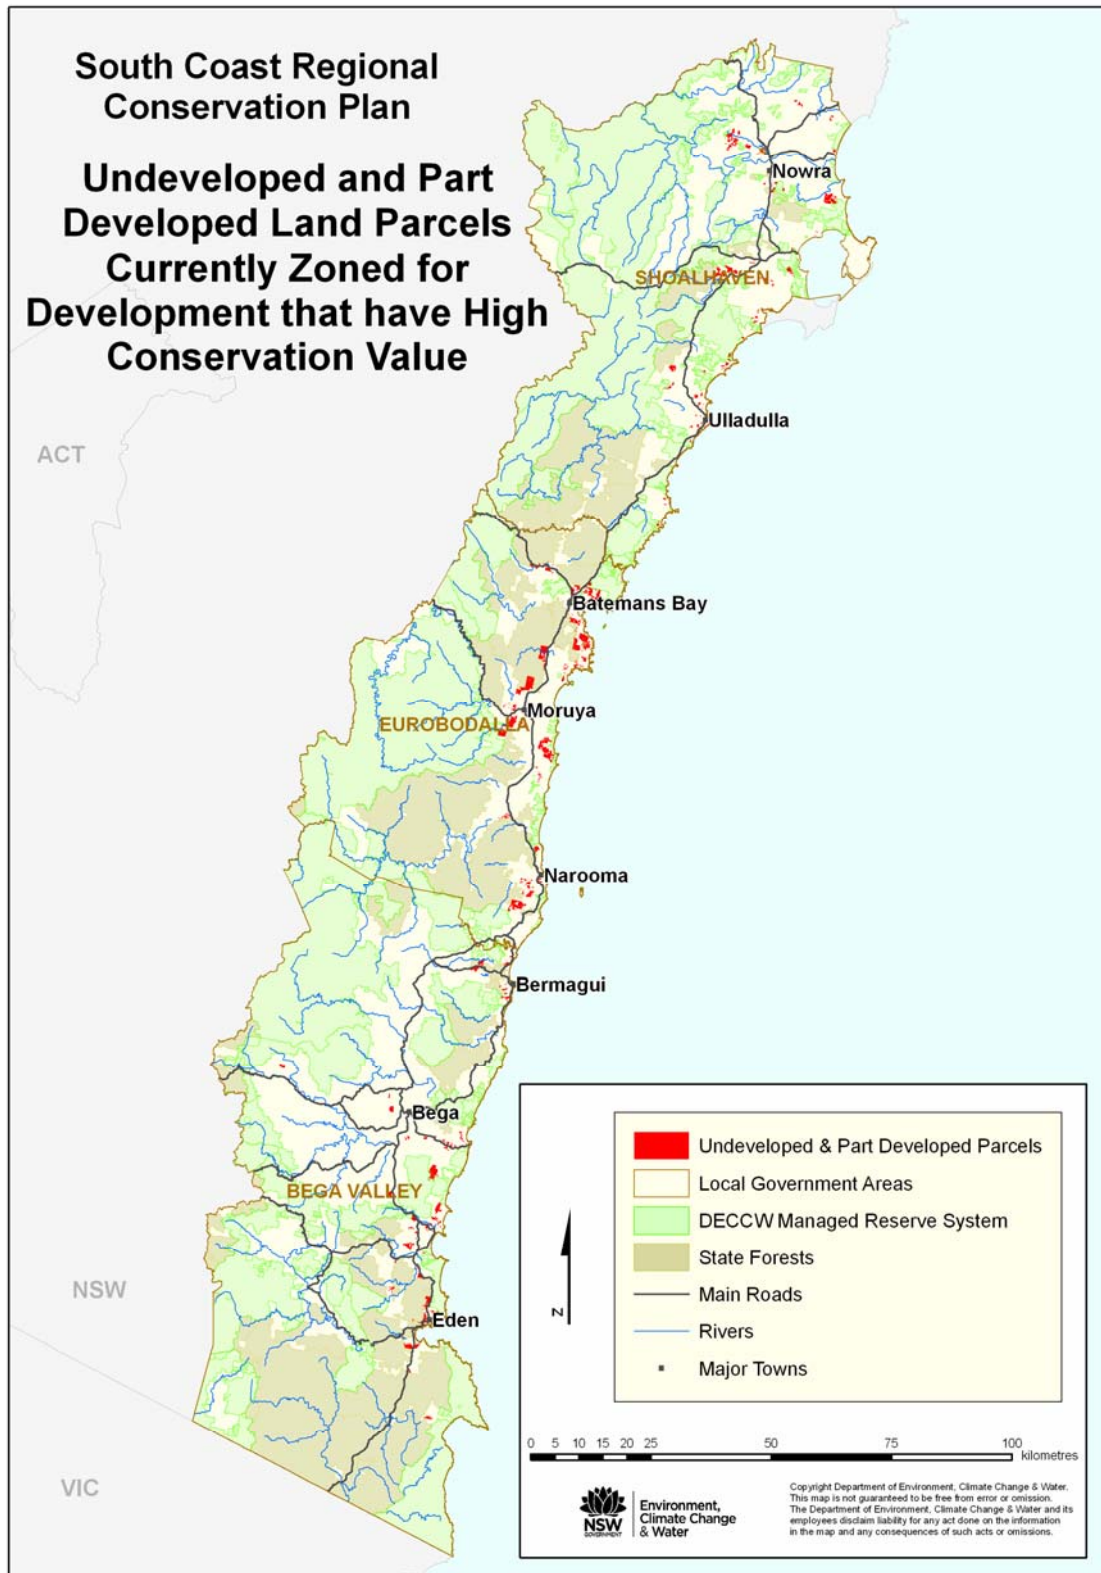 South Coast Regional
Conservation Plan
Undeveloped and Part
Developed Land Parcels
Currently Zoned for
Development that have High
Conservation Value
Nowra
SHOALHAVEN
Ulladulla
ACT
Batemans Bay
Moruya
EUROBODALLA
Narooma
Bermagui
Bega
BEGA VALLEY
NSW
Eden
VIC
Undeveloped & Part Developed Parcels
Local Government Areas
DECCW Managed Reserve System
State Forests
Main Roads
Rivers
Major Towns
N
0 5 10 15 20 25 50 75 100
kilometres
NSW
GOVERNMENT
Environment,
Climate Change
& Water
Copyright Department of Environment, Climate Change & Water.
This map is not guaranteed to be free from error or omission.
The Department of Environment, Climate Change & Water and its
employees disclaim liability for any act done on the information
in the map and any consequences of such acts or omissions.